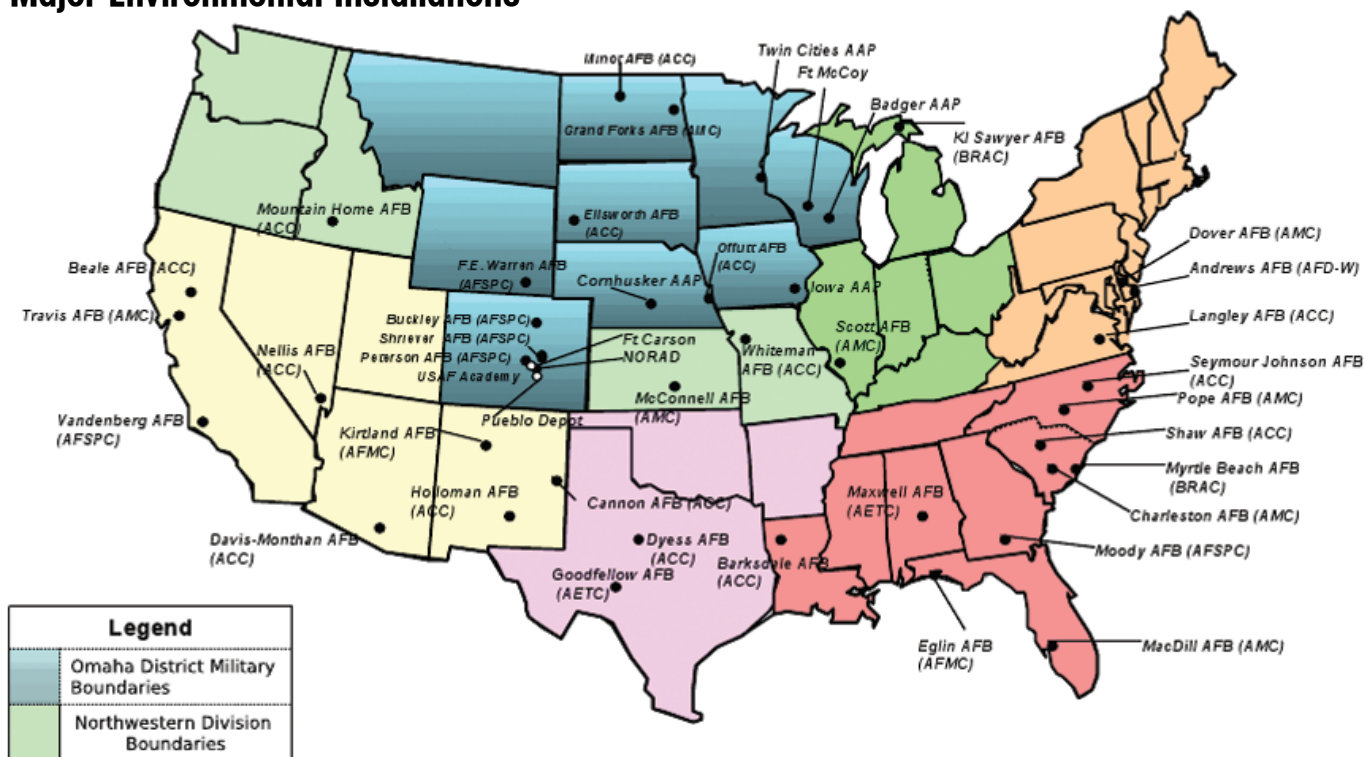 Major Environmental Installations
Minot AFB (ACC)
Twin Cities AAP
Ft McCoy
Badger AAP
Grand Forks AFB (AMC)
KI Sawyer AFB
(BRAC)
Mountain Home AFB
(ACC)
Ellsworth AFB
(ACC)
Offutt AFB
(ACC)
Dover AFB (AMC)
Beale AFB (ACC)
F.E. Warren AFB
(AFSPC)
Cornhusker AAP
Iowa AAP
Andrews AFB (AFD-W)
Travis AFB (AMC)
Buckley AFB (AFSPC)
Shriever AFB (AFSPC)
Peterson AFB (AFSPC)
USAF Academy
Ft Carson
NORAD
Pueblo Depot
Scott AFB
(AMC)
Langley AFB (ACC)
Nellis AFB
(ACC)
Whiteman
AFB (ACC)
Seymour Johnson AFB
(ACC)
McConnell AFB
(AMC)
Pope AFB (AMC)
Vandenberg AFB
(AFSPC)
Kirtland AFB
(AFMC)
Shaw AFB (ACC)
Myrtle Beach AFB
(BRAC)
Holloman AFB
(ACC)
Cannon AFB (ACC)
Maxwell AFB
(AETC)
Charleston AFB (AMC)
Davis-Monthan AFB
(ACC)
Dyess AFB
(ACC)
Barksdale AFB
(ACC)
Moody AFB (AFSPC)
Goodfellow AFB
(AETC)
Eglin AFB
(AFMC)
MacDill AFB (AMC)
Legend
Omaha District Military
Boundaries
Northwestern Division
Boundaries